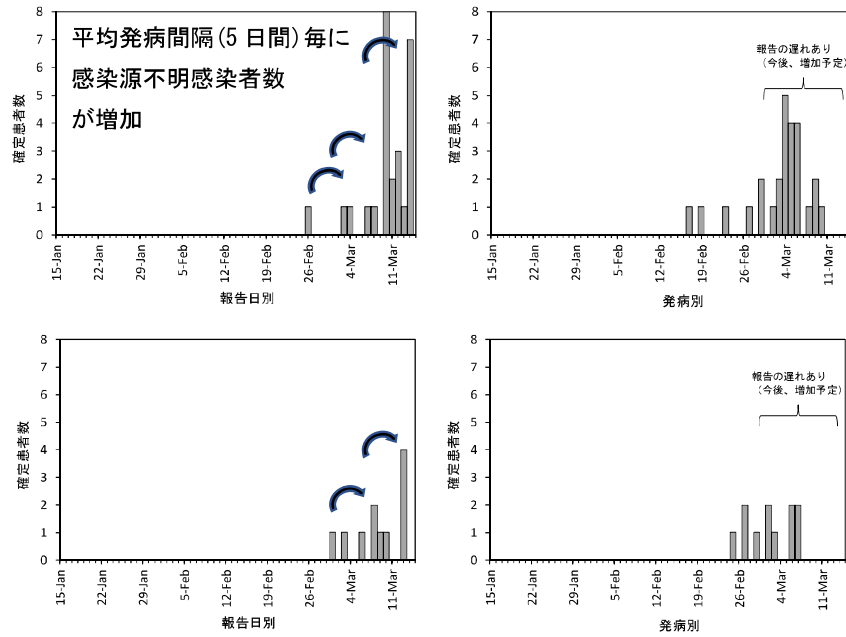 8
7
6
5
4
3
2
1
0
確定患者数
平均発病間隔(5日間)毎に
感染源不明感染者数
が増加
15-Jan
22-Jan
29-Jan
5-Feb
12-Feb
19-Feb
26-Feb
4-Mar
11-Mar
報告日別
8
7
6
5
4
3
2
1
0
確定患者数
報告の遅れあり
(今後、増加予定)
15-Jan
22-Jan
29-Jan
5-Feb
12-Feb
19-Feb
26-Feb
4-Mar
11-Mar
発病別
8
7
6
5
4
3
2
1
0
確定患者数
15-Jan
22-Jan
29-Jan
5-Feb
12-Feb
19-Feb
26-Feb
4-Mar
11-Mar
報告日別
8
7
6
5
4
3
2
1
0
確定患者数
報告の遅れあり
(今後、増加予定)
15-Jan
22-Jan
29-Jan
5-Feb
12-Feb
19-Feb
26-Feb
4-Mar
11-Mar
発病別